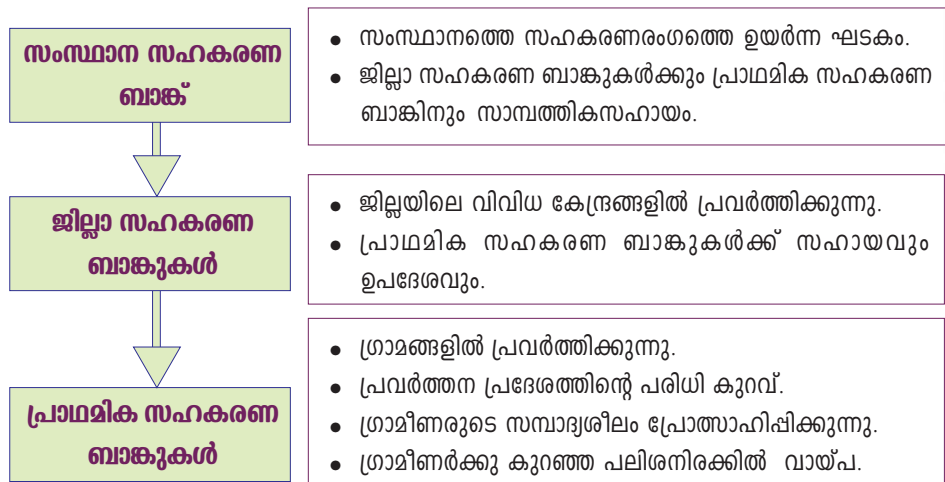 സംസ്ഥാന സഹകരണ
ബാങ്ക്
● സംസ്ഥാനത്തെ സഹകരണരംഗത്തെ ഉയർന്ന ഘടകം.
● ജില്ലാ സഹകരണ ബാങ്കുകൾക്കും പ്രാഥമിക സഹകരണ
ബാങ്കിനും സാമ്പത്തികസഹായം.
ജില്ലാ സഹകരണ
ബാങ്കുകൾ
● ജില്ലയിലെ വിവിധ കേന്ദ്രങ്ങളിൽ പ്രവർത്തിക്കുന്നു.
● പ്രാഥമിക സഹകരണ ബാങ്കുകൾക്ക് സഹായവും
ഉപദേശവും.
പ്രാഥമിക സഹകരണ
ബാങ്കുകൾ
● ഗ്രാമങ്ങളിൽ പ്രവർത്തിക്കുന്നു.
● പ്രവർത്തന പ്രദേശത്തിന്റെ പരിധി കുറവ്.
● ഗ്രാമീണരുടെ സമ്പാദ്യശീലം പ്രോത്സാഹിപ്പിക്കുന്നു.
● ഗ്രാമീണർക്കു കുറഞ്ഞ പലിശനിരക്കിൽ വായ്പ.